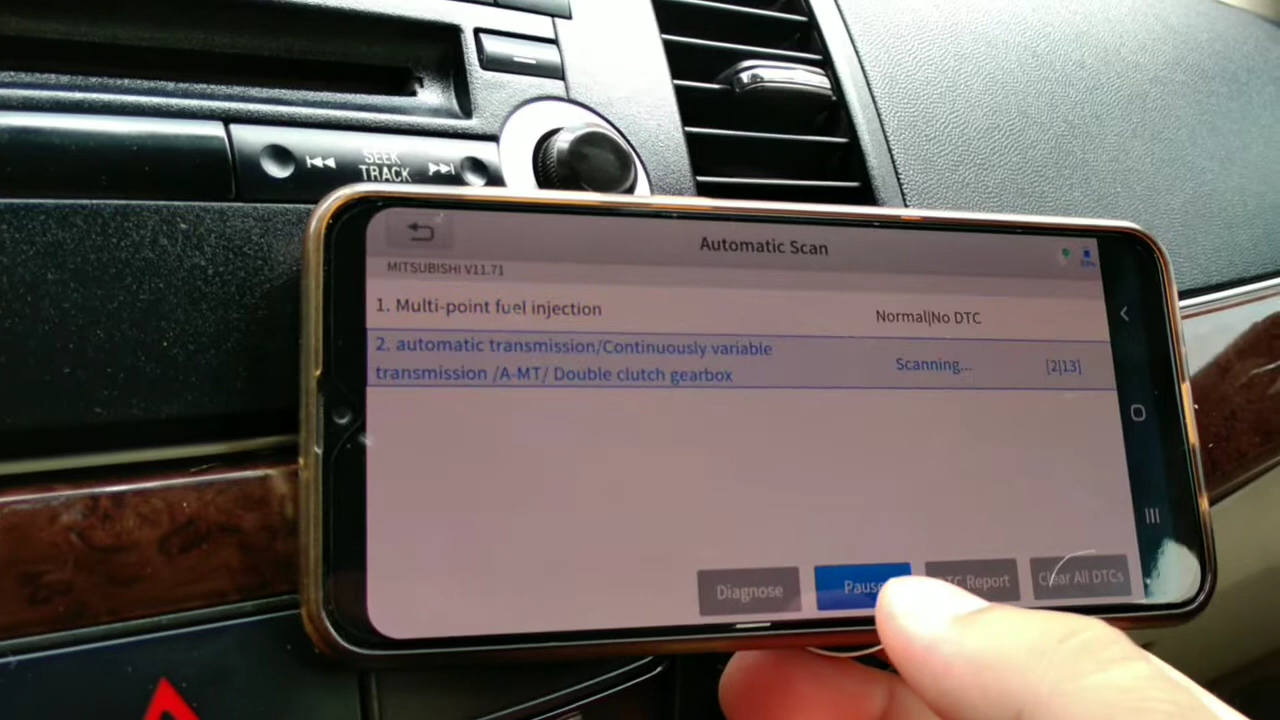 SEEK
TRACK
Automatic Scan
MITSUBISHI V11.71
1. Multi-point fuel injection
Normal|No DTC
2. automatic transmission/Continuously variable
transmission /A-MT/ Double clutch gearbox
Scanning...
[2|13]
Diagnose
Report
Clear All DTCs